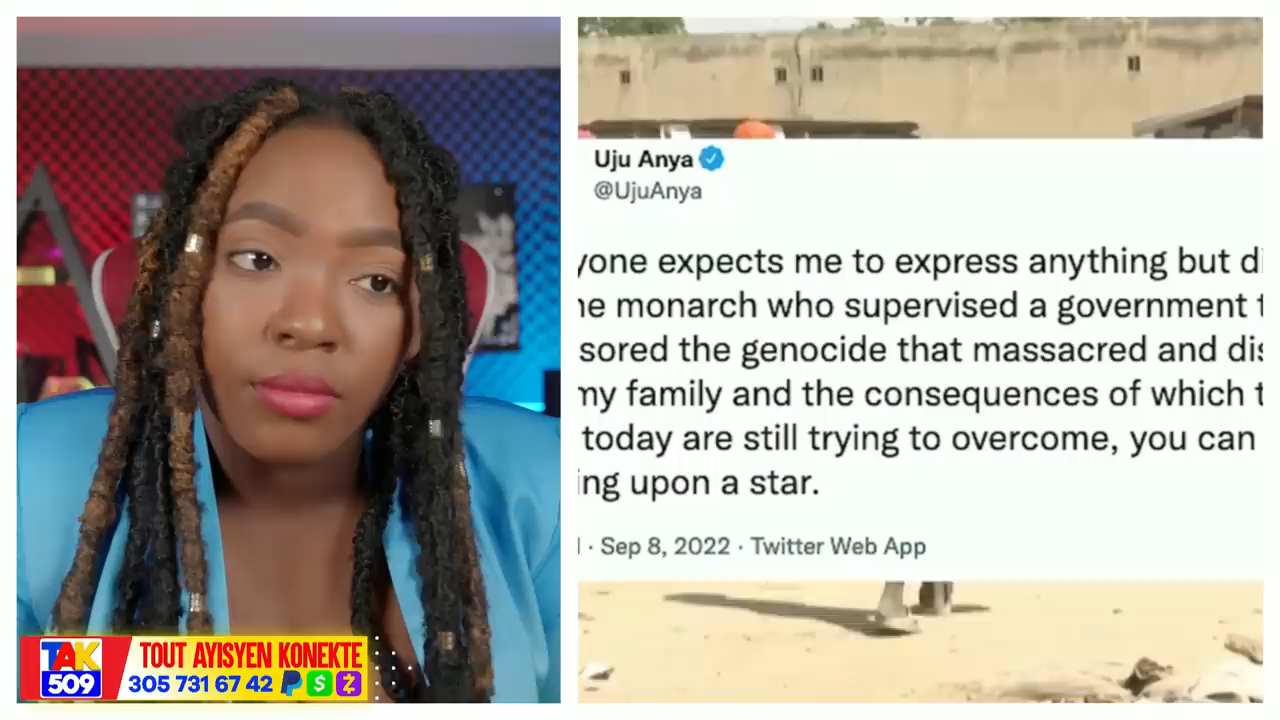 Uju Anya
@UjuAnya
yone expects me to express anything but di
ne monarch who supervised a government t
sored the genocide that massacred and dis
my family and the consequences of which t
today are still trying to overcome, you can
ing upon a star.
· Sep 8, 2022 · Twitter Web App
TAK
509
TOUT AYISYEN KONEKTE
305 731 67 42